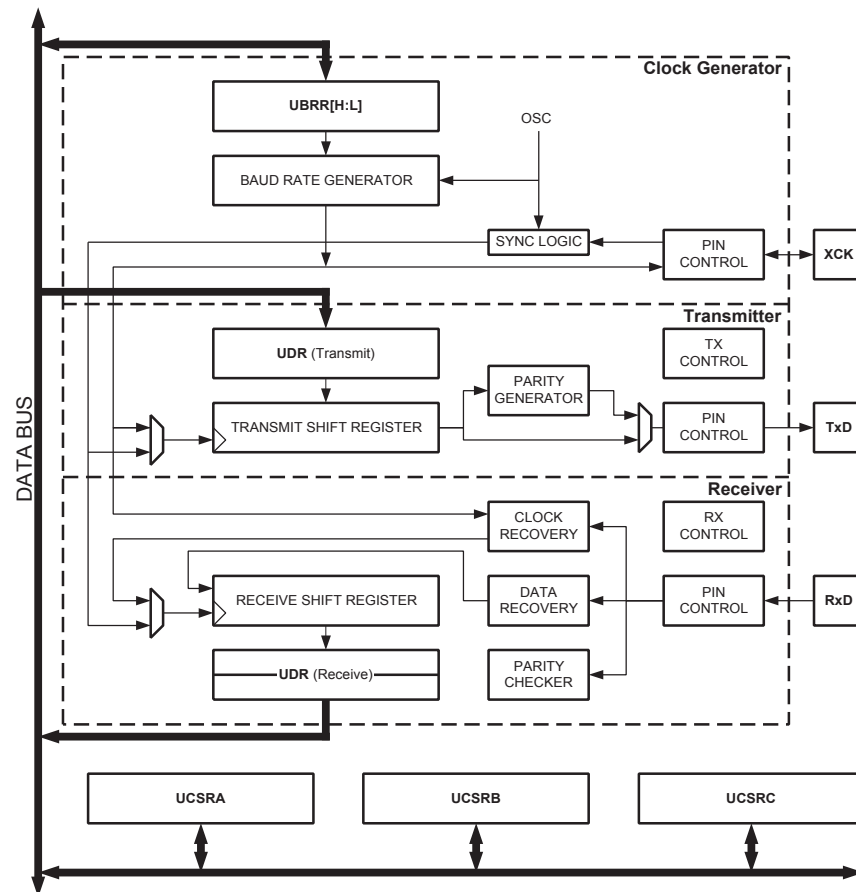 Clock Generator
UBRR[H:L]
OSC
BAUD RATE GENERATOR
SYNC LOGIC
PIN
CONTROL
XCK
Transmitter
UDR (Transmit)
TX
CONTROL
PARITY
GENERATOR
TRANSMIT SHIFT REGISTER
PIN
CONTROL
TxD
DATA BUS
Receiver
CLOCK
RECOVERY
RX
CONTROL
RECEIVE SHIFT REGISTER
DATA
RECOVERY
PIN
CONTROL
RxD
UDR (Receive)
PARITY
CHECKER
UCSRA
UCSRB
UCSRC